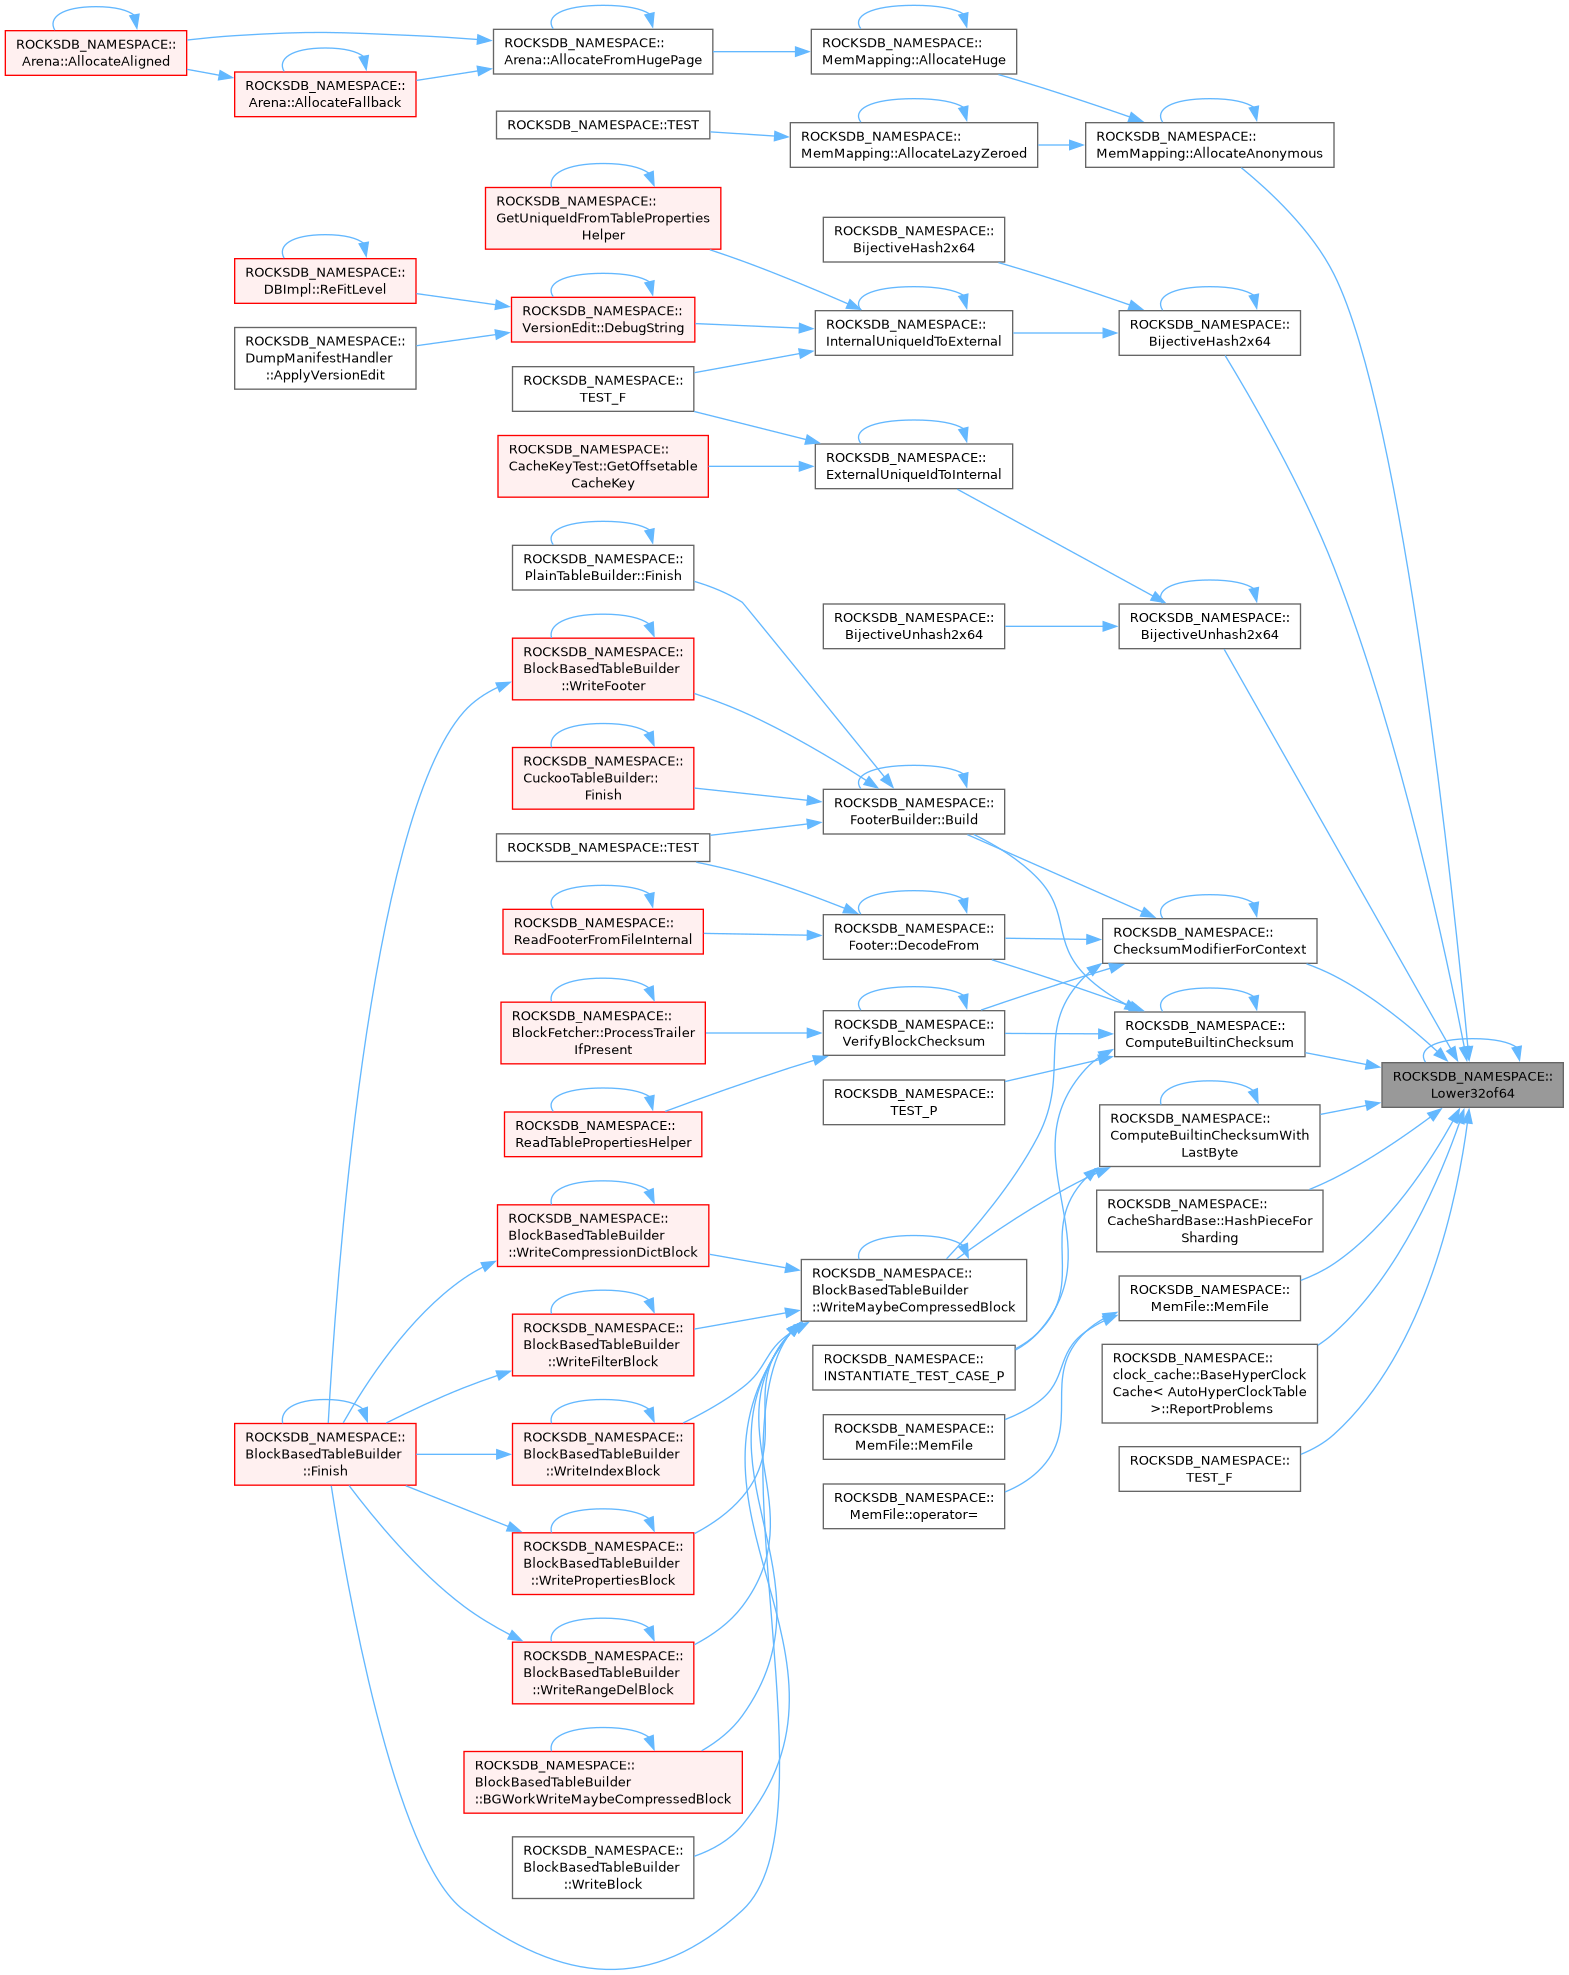 ROCKSDB_NAMESPACE::
Arena::AllocateAligned
ROCKSDB_NAMESPACE::
Arena::AllocateFallback
ROCKSDB_NAMESPACE::
Arena::AllocateFromHugePage
ROCKSDB_NAMESPACE::
MemMapping::AllocateHuge
ROCKSDB_NAMESPACE::TEST
ROCKSDB_NAMESPACE::
MemMapping::AllocateLazyZeroed
ROCKSDB_NAMESPACE::
MemMapping::AllocateAnonymous
ROCKSDB_NAMESPACE::
GetUniqueIdFromTableProperties
Helper
ROCKSDB_NAMESPACE::
BijectiveHash2x64
ROCKSDB_NAMESPACE::
DBImpl::ReFitLevel
ROCKSDB_NAMESPACE::
VersionEdit::DebugString
ROCKSDB_NAMESPACE::
InternalUniqueIdToExternal
ROCKSDB_NAMESPACE::
BijectiveHash2x64
ROCKSDB_NAMESPACE::
DumpManifestHandler
::ApplyVersionEdit
ROCKSDB_NAMESPACE::
TEST_F
ROCKSDB_NAMESPACE::
CacheKeyTest::GetOffsetable
CacheKey
ROCKSDB_NAMESPACE::
ExternalUniqueIdToInternal
ROCKSDB_NAMESPACE::
PlainTableBuilder::Finish
ROCKSDB_NAMESPACE::
BijectiveUnhash2x64
ROCKSDB_NAMESPACE::
BijectiveUnhash2x64
ROCKSDB_NAMESPACE::
BlockBasedTableBuilder
::WriteFooter
ROCKSDB_NAMESPACE::
CuckooTableBuilder::
Finish
ROCKSDB_NAMESPACE::
FooterBuilder::Build
ROCKSDB_NAMESPACE::TEST
ROCKSDB_NAMESPACE::
ReadFooterFromFileInternal
ROCKSDB_NAMESPACE::
Footer::DecodeFrom
ROCKSDB_NAMESPACE::
ChecksumModifierForContext
ROCKSDB_NAMESPACE::
BlockFetcher::ProcessTrailer
IfPresent
ROCKSDB_NAMESPACE::
VerifyBlockChecksum
ROCKSDB_NAMESPACE::
ComputeBuiltinChecksum
ROCKSDB_NAMESPACE::
Lower32of64
ROCKSDB_NAMESPACE::
ReadTablePropertiesHelper
ROCKSDB_NAMESPACE::
TEST_P
ROCKSDB_NAMESPACE::
ComputeBuiltinChecksumWith
LastByte
ROCKSDB_NAMESPACE::
CacheShardBase::HashPieceFor
Sharding
ROCKSDB_NAMESPACE::
BlockBasedTableBuilder
::WriteCompressionDictBlock
ROCKSDB_NAMESPACE::
BlockBasedTableBuilder
::WriteMaybeCompressedBlock
ROCKSDB_NAMESPACE::
MemFile::MemFile
ROCKSDB_NAMESPACE::
BlockBasedTableBuilder
::WriteFilterBlock
ROCKSDB_NAMESPACE::
INSTANTIATE_TEST_CASE_P
ROCKSDB_NAMESPACE::
clock_cache::BaseHyperClock
Cache< AutoHyperClockTable
>::ReportProblems
ROCKSDB_NAMESPACE::
BlockBasedTableBuilder
::Finish
ROCKSDB_NAMESPACE::
BlockBasedTableBuilder
::WriteIndexBlock
ROCKSDB_NAMESPACE::
MemFile::MemFile
ROCKSDB_NAMESPACE::
TEST_F
ROCKSDB_NAMESPACE::
MemFile::operator=
ROCKSDB_NAMESPACE::
BlockBasedTableBuilder
::WritePropertiesBlock
ROCKSDB_NAMESPACE::
BlockBasedTableBuilder
::WriteRangeDelBlock
ROCKSDB_NAMESPACE::
BlockBasedTableBuilder
::BGWorkWriteMaybeCompressedBlock
ROCKSDB_NAMESPACE::
BlockBasedTableBuilder
::WriteBlock